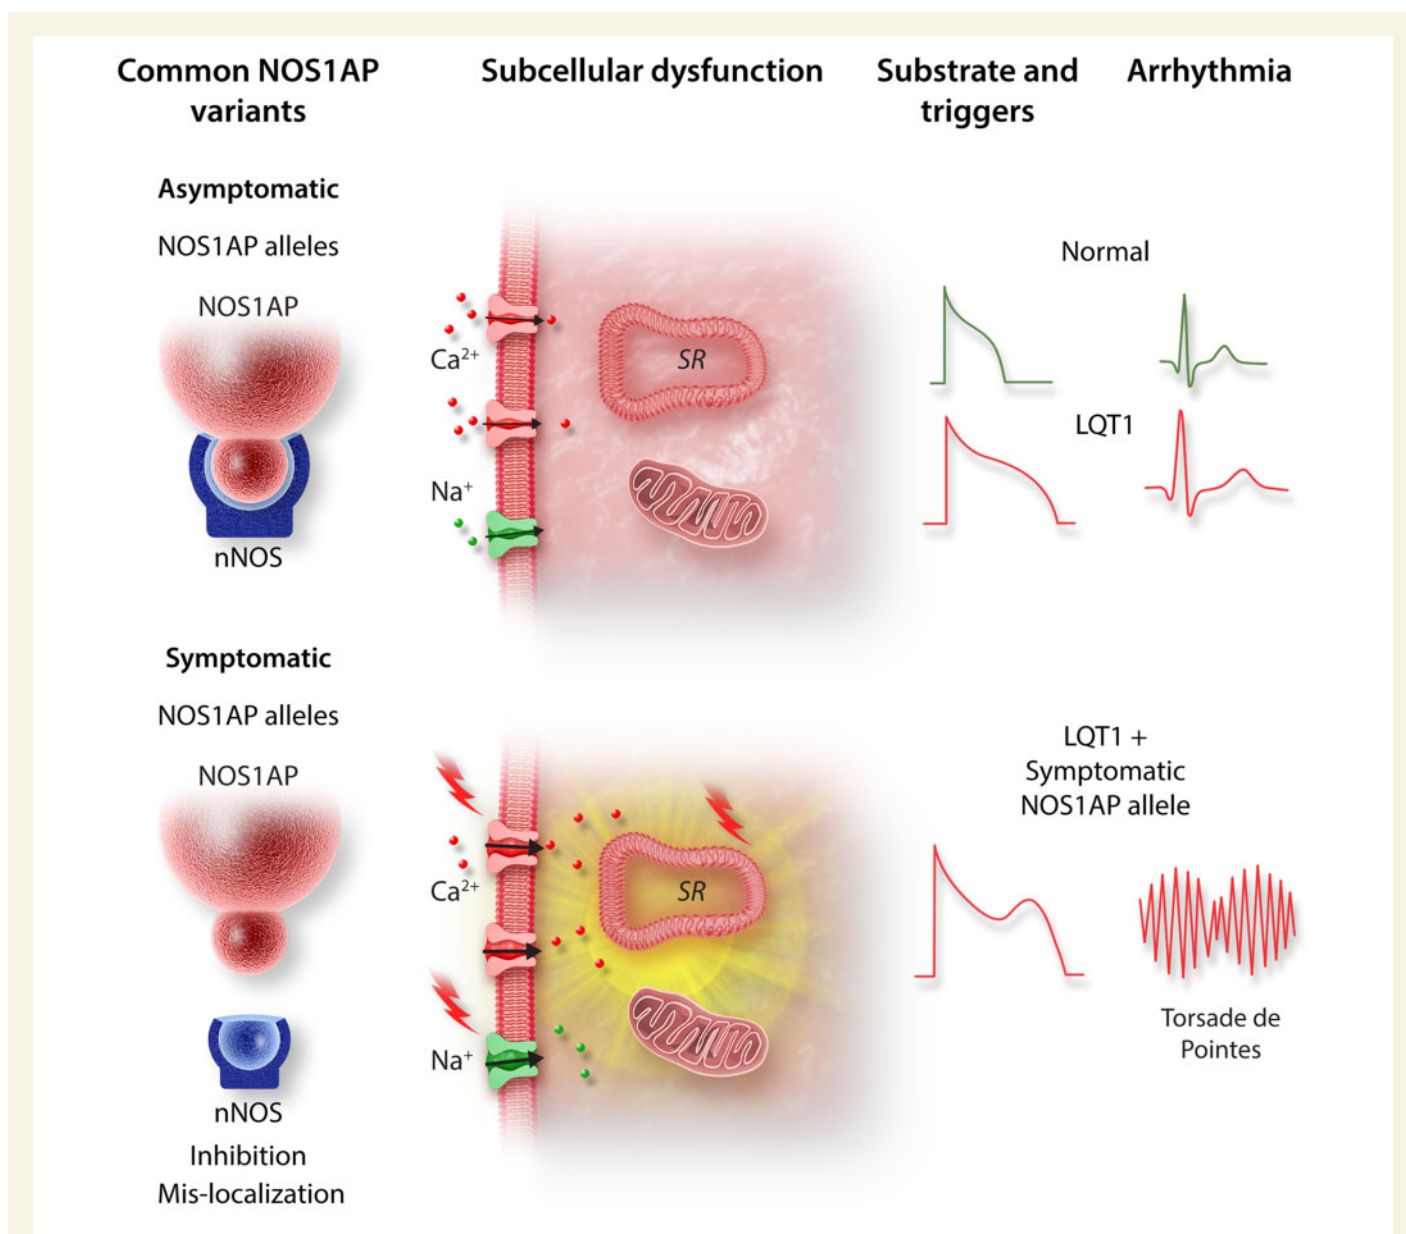 Common NOS1AP
variants
Subcellular dysfunction
Substrate and
triggers
Arrhythmia
Asymptomatic
NOS1AP alleles
NOS1AP
nNOS
Ca²⁺
Na⁺
SR
Normal
LQT1
Symptomatic
NOS1AP alleles
NOS1AP
nNOS
Inhibition
Mis-localization
Ca²⁺
Na⁺
SR
LQT1 +
Symptomatic
NOS1AP allele
Torsade de
Pointes